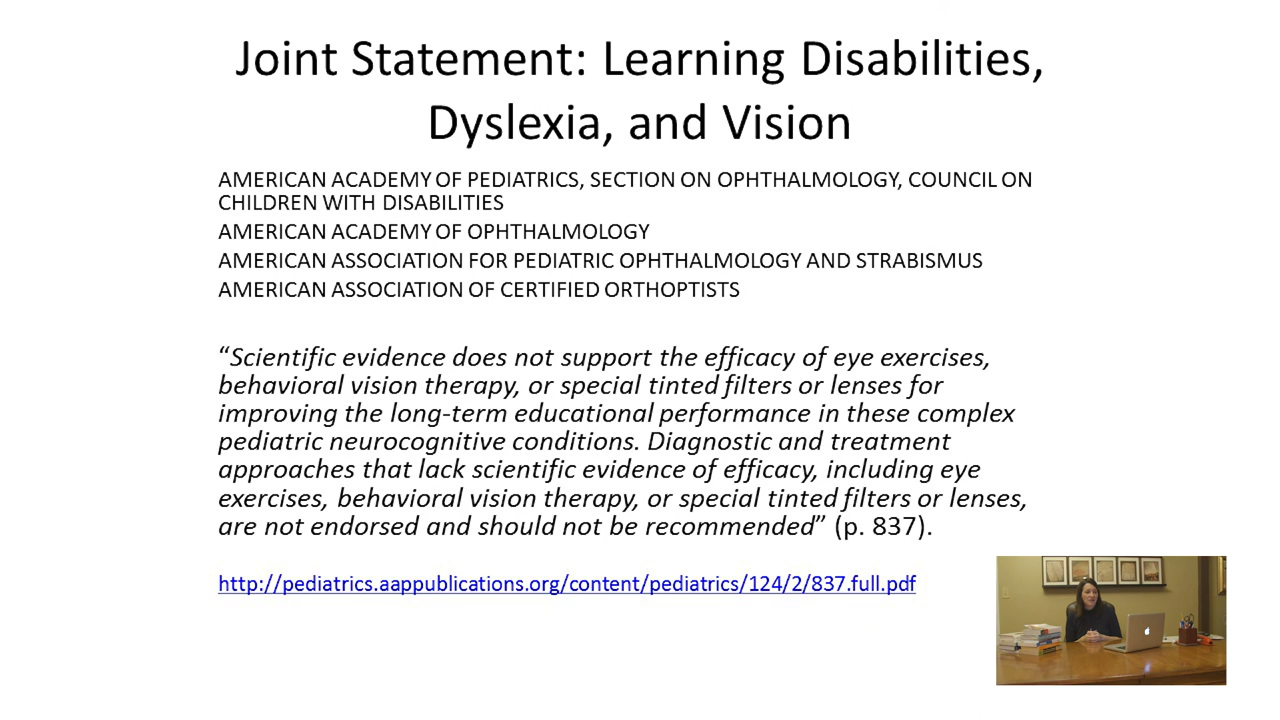 Joint Statement: Learning Disabilities,
Dyslexia, and Vision
AMERICAN ACADEMY OF PEDIATRICS, SECTION ON OPHTHALMOLOGY, COUNCIL ON
CHILDREN WITH DISABILITIES
AMERICAN ACADEMY OF OPHTHALMOLOGY
AMERICAN ASSOCIATION FOR PEDIATRIC OPHTHALMOLOGY AND STRABISMUS
AMERICAN ASSOCIATION OF CERTIFIED ORTHOPTISTS
“Scientific evidence does not support the efficacy of eye exercises,
behavioral vision therapy, or special tinted filters or lenses for
improving the long-term educational performance in these complex
pediatric neurocognitive conditions. Diagnostic and treatment
approaches that lack scientific evidence of efficacy, including eye
exercises, behavioral vision therapy, or special tinted filters or lenses,
are not endorsed and should not be recommended” (p. 837).
http://pediatrics.aappublications.org/content/pediatrics/124/2/837.full.pdf